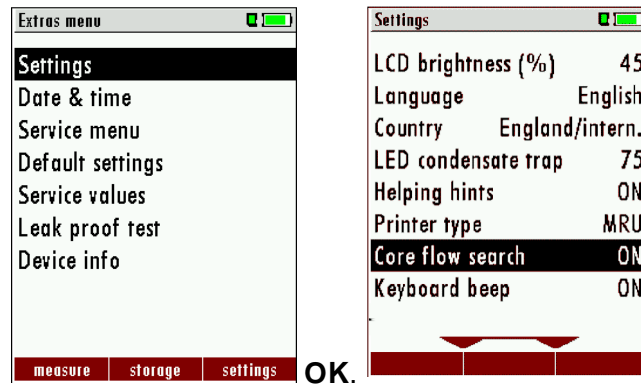 Extras menu
Settings
Date & time
Service menu
Default settings
Service values
Leak proof test
Device info
measure storage settings
OK.
Settings
LCD brightness (%) 45
Language English
Country England/intern.
LED condensate trap 75
Helping hints ON
Printer type MRU
Core flow search ON
Keyboard beep ON